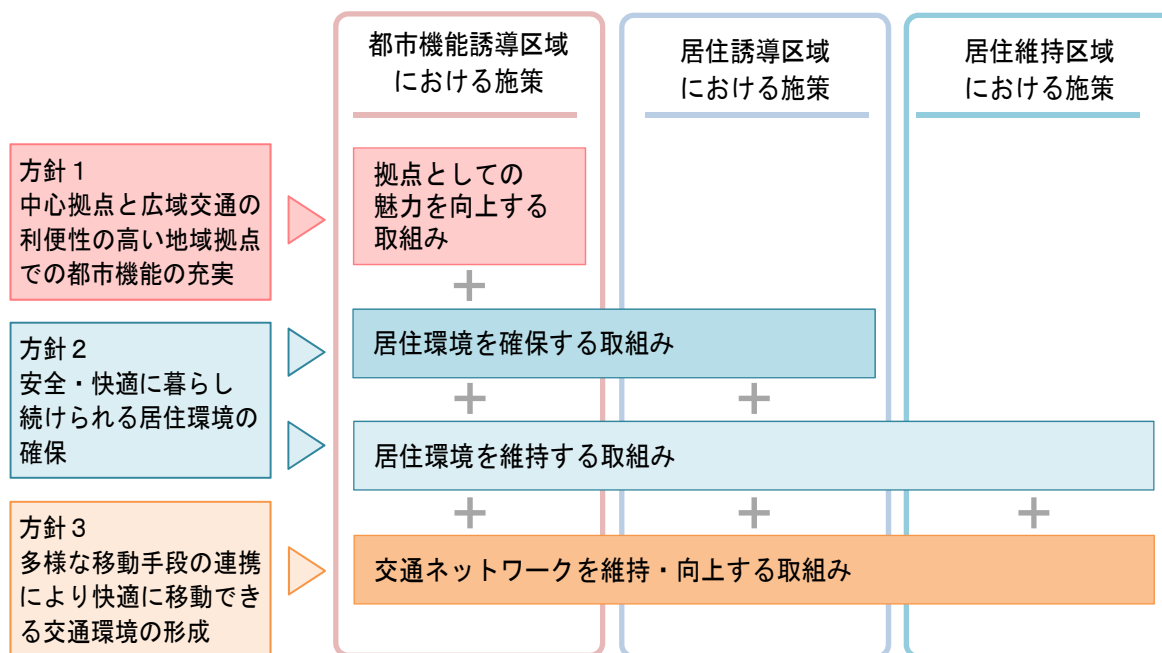 都市機能誘導区域
における施策
居住誘導区域
における施策
居住維持区域
における施策
方針１
中心拠点と広域交通の
利便性の高い地域拠点
での都市機能の充実
拠点としての
魅力を向上する
取組み
＋
方針２
安全・快適に暮らし
続けられる居住環境の
確保
居住環境を確保する取組み
＋ ＋
居住環境を維持する取組み
＋ ＋ ＋
方針３
多様な移動手段の連携
により快適に移動でき
る交通環境の形成
交通ネットワークを維持・向上する取組み